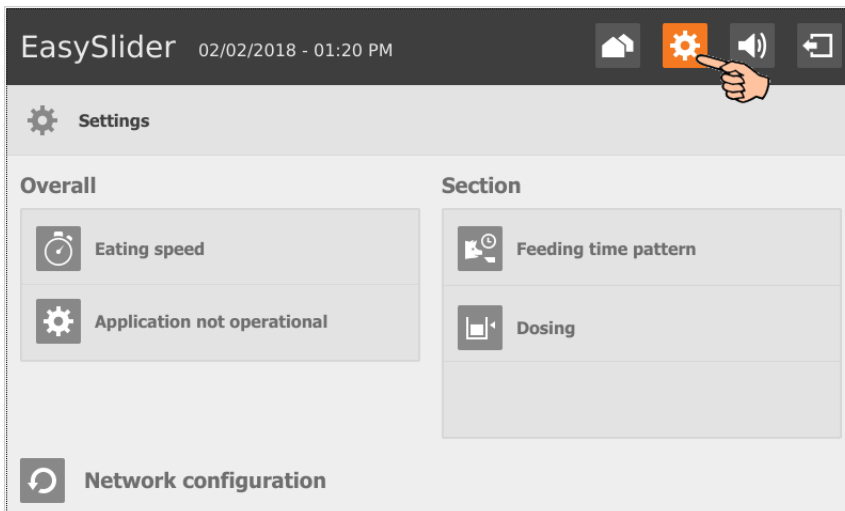 EasySlider 02/02/2018 - 01:20 PM
Settings
Overall
Eating speed
Application not operational
Section
Feeding time pattern
Dosing
Network configuration